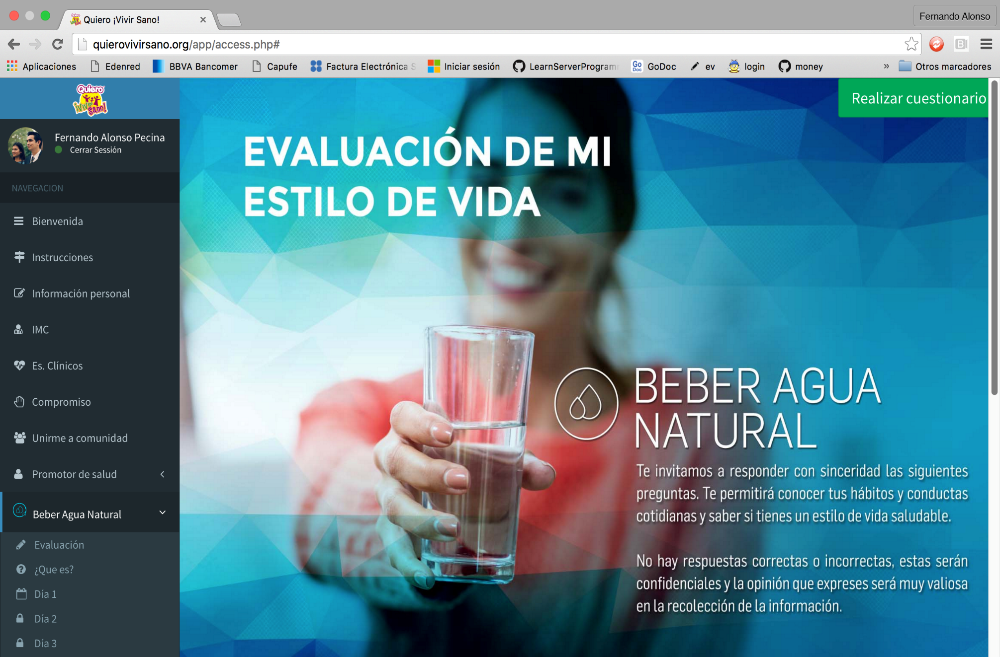 Quiero ¡Vivir Sano!
Fernando Alonso
quierovivirsano.org/app/access.php#
Aplicaciones
Edenred
BBVA Bancomer
Capufe
Factura Electrónica S
Iniciar sesión
LearnServerProgram
Go
Doc
GoDoc
ev
login
money
»
Otros marcadores
Quiero
¡Vivir
Sano!
Realizar cuestionario
Fernando Alonso Pecina
Cerrar Sessión
NAVEGACION
Bienvenida
Instrucciones
Información personal
IMC
Es. Clínicos
Compromiso
Unirme a comunidad
Promotor de salud
Beber Agua Natural
Evaluación
¿Que es?
Día 1
Día 2
Día 3
EVALUACIÓN DE MI
ESTILO DE VIDA
BEBER AGUA
NATURAL
Te invitamos a responder con sinceridad las siguientes
preguntas. Te permitirá conocer tus hábitos y conductas
cotidianas y saber si tienes un estilo de vida saludable.
No hay respuestas correctas o incorrectas, estas serán
confidenciales y la opinión que expreses será muy valiosa
en la recolección de la información.